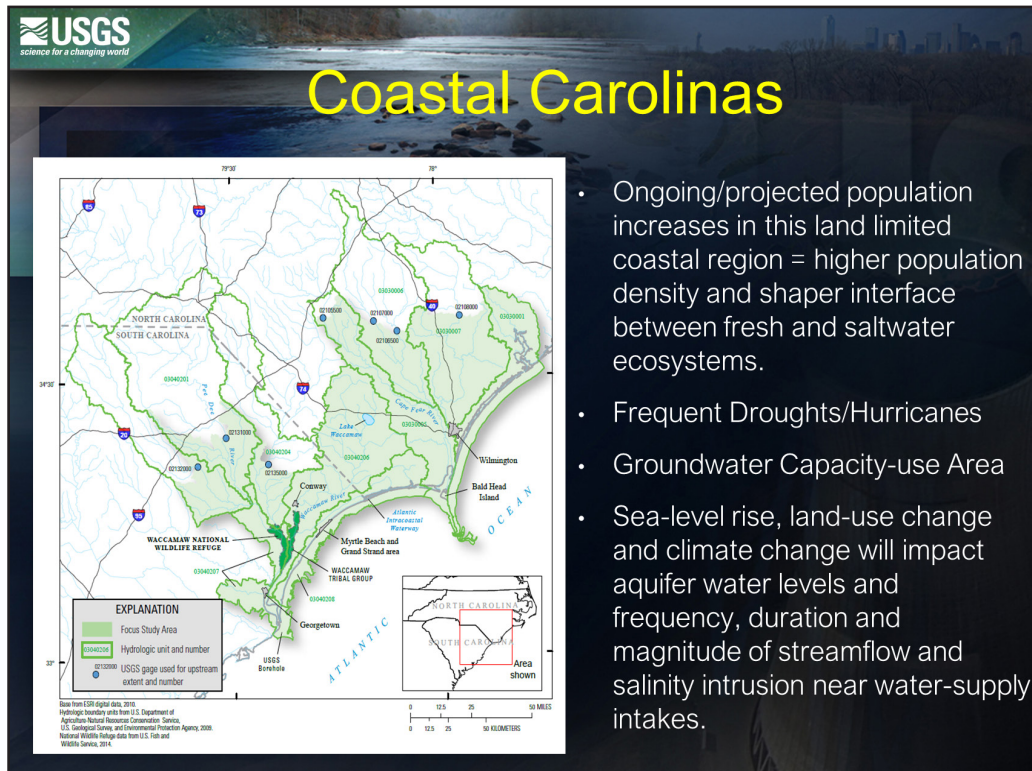 USGS
science for a changing world
Coastal Carolinas
79°30'
78°
85
73
03030006
02105500
02107000
02108000
40
03030001
02106500
03030007
NORTH CAROLINA
SOUTH CAROLINA
34°30'
03040201
74
Pee Dee
River
Lake
Waccamaw
Cape Fear River
20
02131000
02132000
03040204
02135000
03040206
Wilmington
Conway
Bald Head
Island
95
Waccamaw River
Atlantic
Intracoastal
Waterway
OCEAN
WACCAMAW NATIONAL
WILDLIFE REFUGE
Myrtle Beach and
Grand Strand area
WACCAMAW
TRIBAL GROUP
03040207
03040208
Georgetown
ATLANTIC
USGS
Borehole
33°
EXPLANATION
Focus Study Area
03040206
Hydrologic unit and number
02132000
USGS gage used for upstream
extent and number
NORTH CAROLINA
SOUTH CAROLINA
Area
shown
0 12.5 25 50 MILES
0 12.5 25 50 KILOMETERS
Base from ESRI digital data, 2010.
Hydrologic boundary units from U.S. Department of
Agriculture-Natural Resources Conservation Service,
U.S. Geological Survey, and Environmental Protection Agency, 2009.
National Wildlife Refuge data from U.S. Fish and
Wildlife Service, 2014.
• Ongoing/projected population
increases in this land limited
coastal region = higher population
density and shaper interface
between fresh and saltwater
ecosystems.
• Frequent Droughts/Hurricanes
• Groundwater Capacity-use Area
• Sea-level rise, land-use change
and climate change will impact
aquifer water levels and
frequency, duration and
magnitude of streamflow and
salinity intrusion near water-supply
intakes.